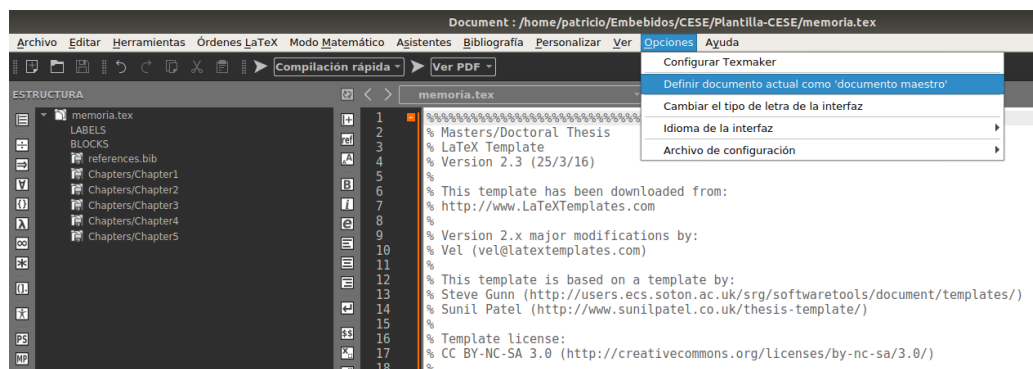 Document : /home/patricio/Embebidos/CESE/Plantilla-CESE/memoria.tex
Archivo Editar Herramientas Órdenes LaTeX Modo Matemático Asistentes Bibliografía Personalizar Ver Opciones Ayuda
Compilación rápida Ver PDF
Configurar Texmaker
Definir documento actual como 'documento maestro'
Cambiar el tipo de letra de la interfaz
Idioma de la interfaz
Archivo de configuración
ESTRUCTURA
memoria.tex
LABELS
BLOCKS
references.bib
Chapters/Chapter1
Chapters/Chapter2
Chapters/Chapter3
Chapters/Chapter4
Chapters/Chapter5
memoria.tex
1 %%%%%%%%%%%%%%%%%%%%%%%%%%%%%
2 % Masters/Doctoral Thesis
3 % LaTeX Template
4 % Version 2.3 (25/3/16)
5 %
6 % This template has been downloaded from:
7 % http://www.LaTeXTemplates.com
8 %
9 % Version 2.x major modifications by:
10 % Vel (vel@latextemplates.com)
11 %
12 % This template is based on a template by:
13 % Steve Gunn (http://users.ecs.soton.ac.uk/srg/softwaretools/document/templates/)
14 % Sunil Patel (http://www.sunilpatel.co.uk/thesis-template/)
15 %
16 % Template license:
17 % CC BY-NC-SA 3.0 (http://creativecommons.org/licenses/by-nc-sa/3.0/)
18 %